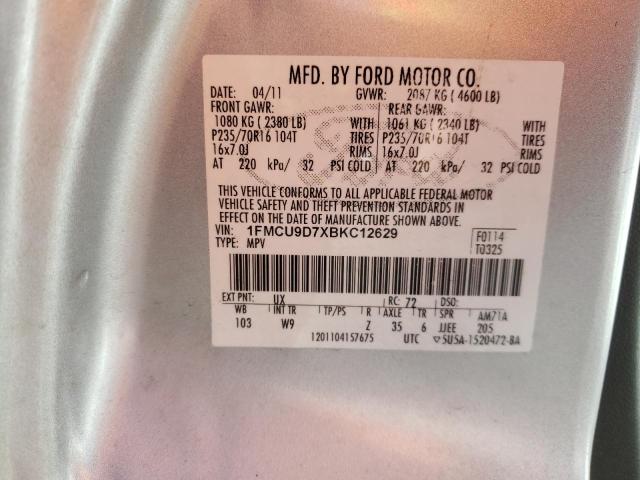 MFD. BY FORD MOTOR CO.
DATE: 04/11 GVWR: 2087 KG ( 4600 LB)
FRONT GAWR: REAR GAWR:
1080 KG ( 2380 LB) WITH 1061 KG ( 2340 LB) WITH
P235/70R16 104T TIRES P235/70R16 104T TIRES
16x7.0J RIMS 16x7.0J RIMS
AT 220 kPa/ 32 PSI COLD AT 220 kPa/ 32 PSI COLD
THIS VEHICLE CONFORMS TO ALL APPLICABLE FEDERAL MOTOR
VEHICLE SAFETY AND THEFT PREVENTION STANDARDS IN
EFFECT ON THE DATE OF MANUFACTURE SHOWN ABOVE.
VIN: 1FMCU9D7XBKC12629 F0114
TYPE: MPV T0325
EXT PNT: UX RC: 72 DSO:
WB INT TR TP/PS R AXLE TR SPR AM71A
103 W9 Z 35 6 JJEE 205
1201104157675 UTC ▽5U5A-1520472-BA